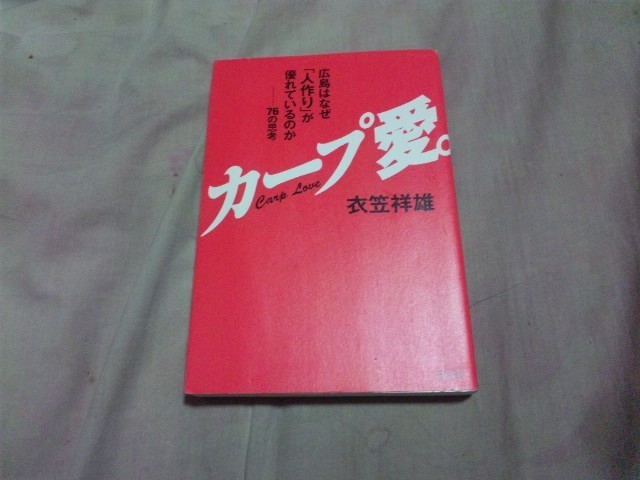 広島はなぜ
「人作り」が
優れているのか
──76の思考
カープ愛。
Carp Love
衣笠祥雄